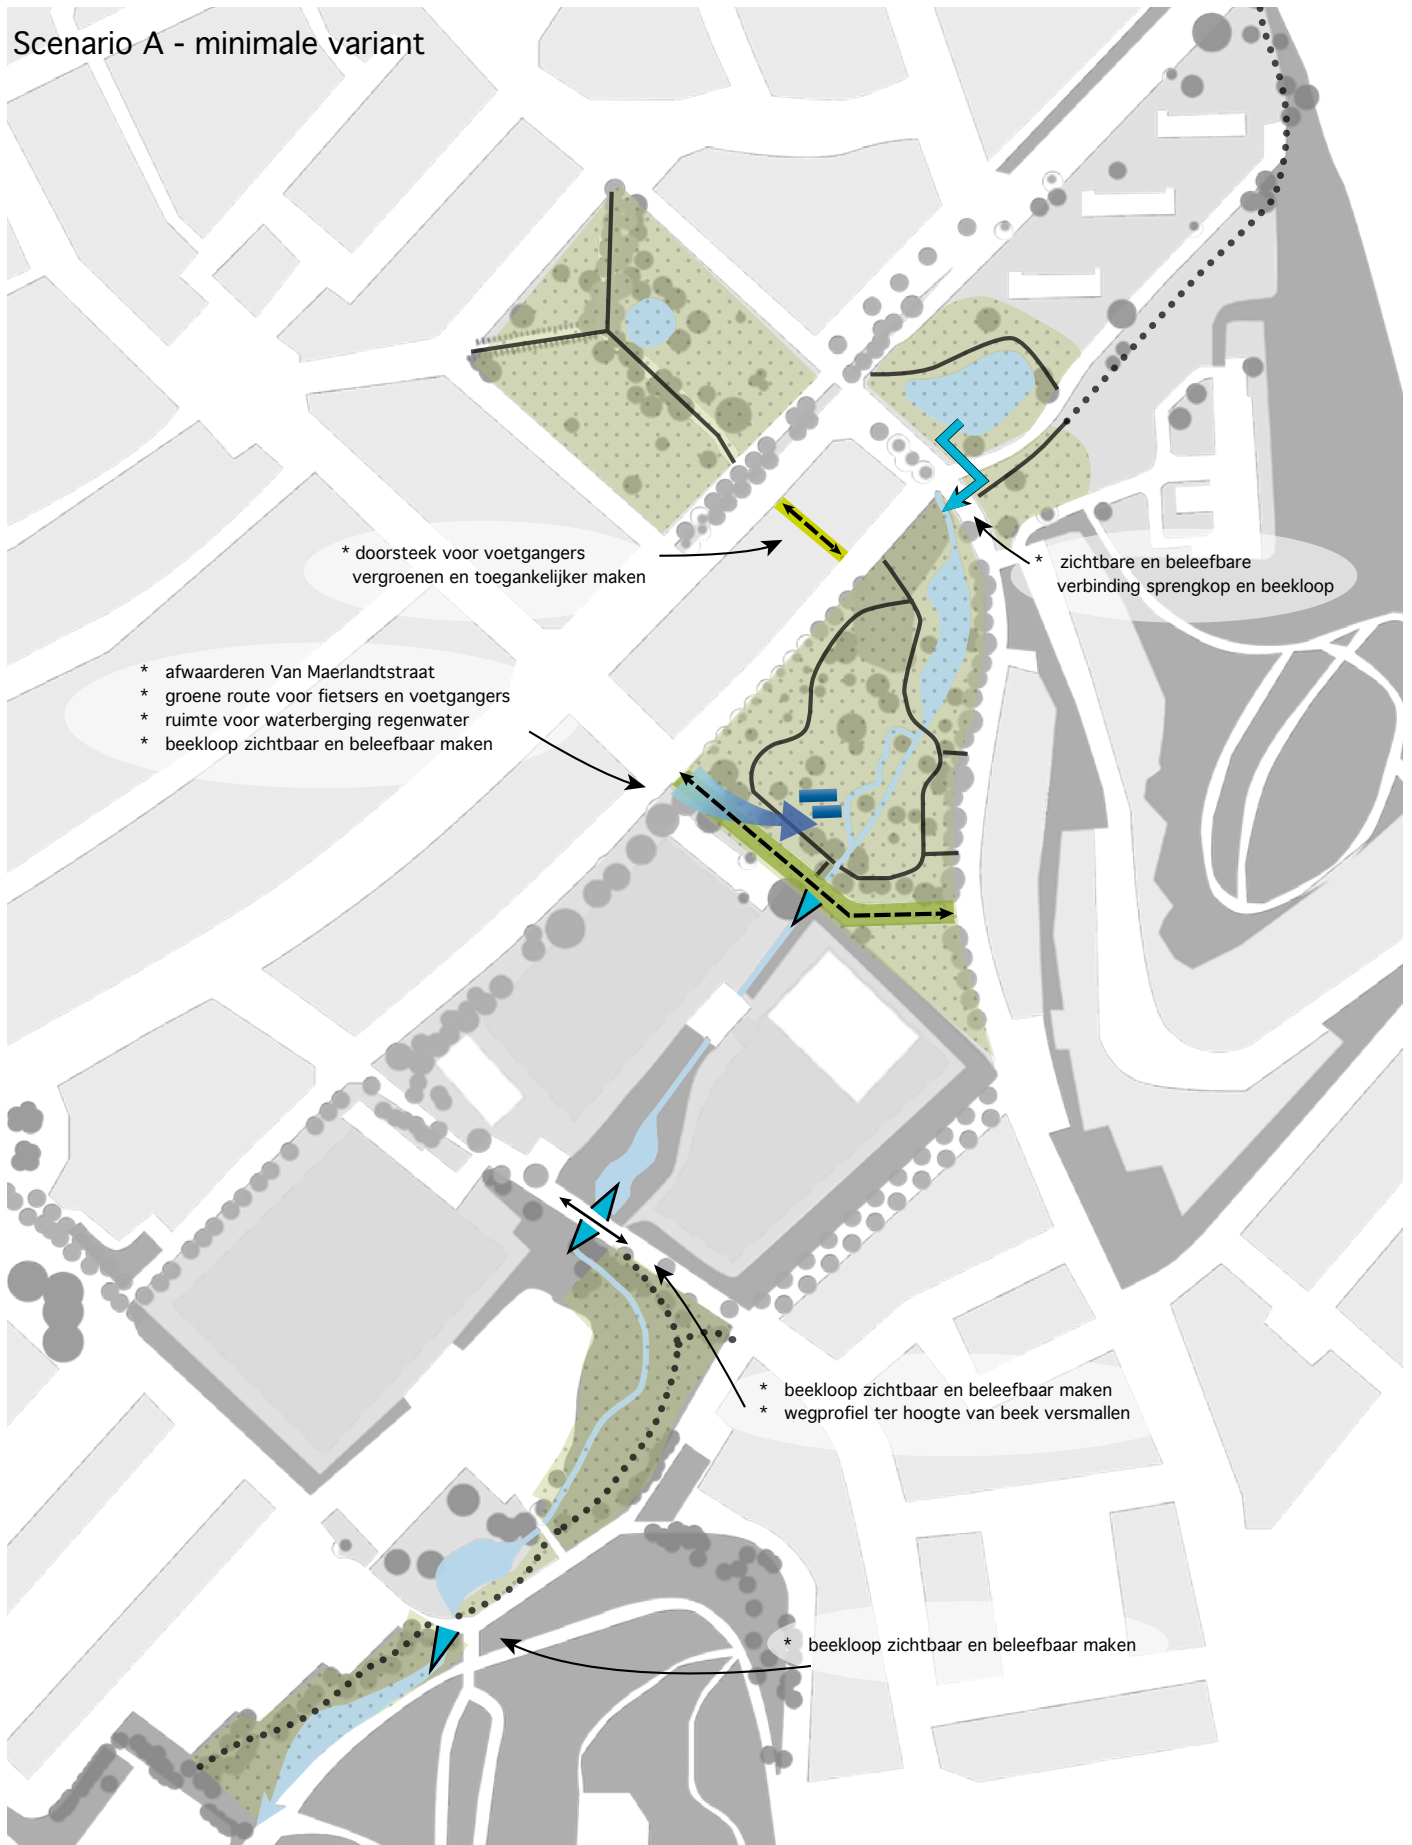 Scenario A - minimale variant
* doorsteek voor voetgangers
vergroenen en toegankelijker maken
* zichtbare en beleefbare
verbinding sprengkop en beekloop
* afwaarderen Van Maerlandtstraat
* groene route voor fietsers en voetgangers
* ruimte voor waterberging regenwater
* beekloop zichtbaar en beleefbaar maken
* beekloop zichtbaar en beleefbaar maken
* wegprofiel ter hoogte van beek versmallen
* beekloop zichtbaar en beleefbaar maken